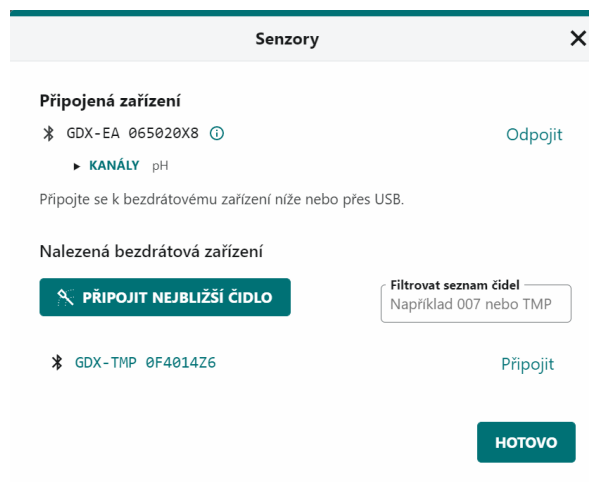 Senzory
Připojená zařízení
GDX-EA 065020X8
Odpojit
KANÁLY pH
Připojte se k bezdrátovému zařízení níže nebo přes USB.
Nalezená bezdrátová zařízení
PŘIPOJIT NEJBLIŽŠÍ ČIDLO
Filtrovat seznam čidel
Například 007 nebo TMP
GDX-TMP 0F4014Z6
Připojit
HOTOVO